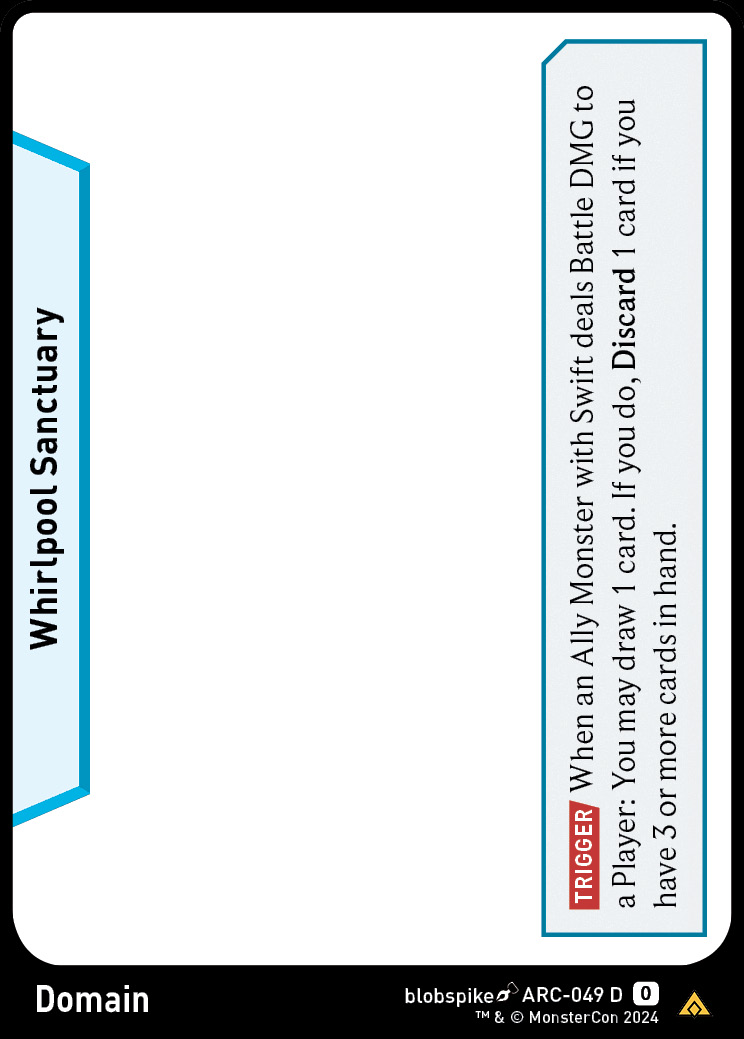 Whirlpool Sanctuary
TRIGGER When an Ally Monster with Swift deals Battle DMG to
a Player: You may draw 1 card. If you do, Discard 1 card if you
have 3 or more cards in hand.
Domain
blobspike ARC-049 D 0
™ & © MonsterCon 2024